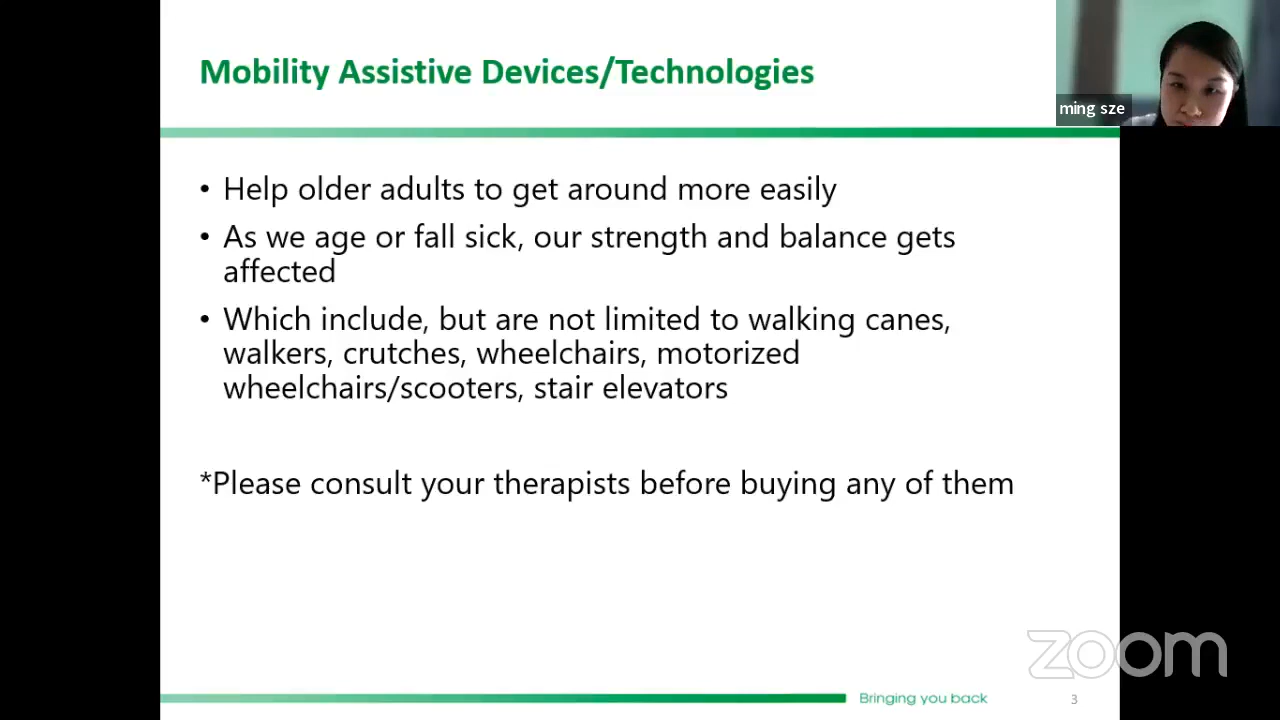 Mobility Assistive Devices/Technologies
ming sze
• Help older adults to get around more easily
• As we age or fall sick, our strength and balance gets
affected
• Which include, but are not limited to walking canes,
walkers, crutches, wheelchairs, motorized
wheelchairs/scooters, stair elevators
*Please consult your therapists before buying any of them
zoom
Bringing you back
3